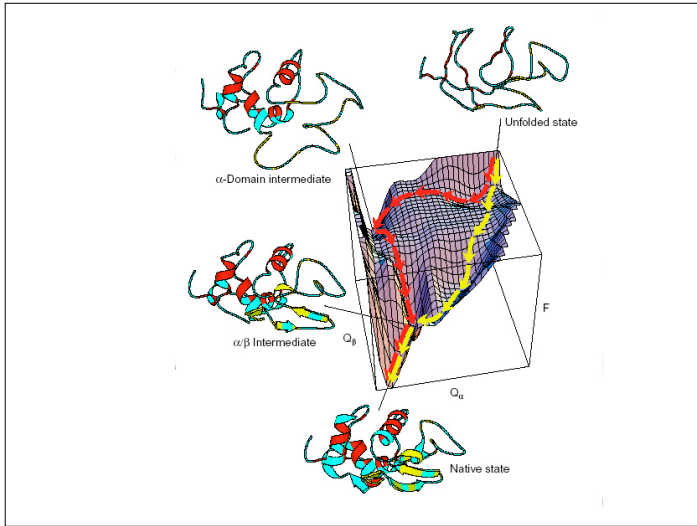 Unfolded state
α-Domain intermediate
F
α/β Intermediate
Qβ
Qα
Native state